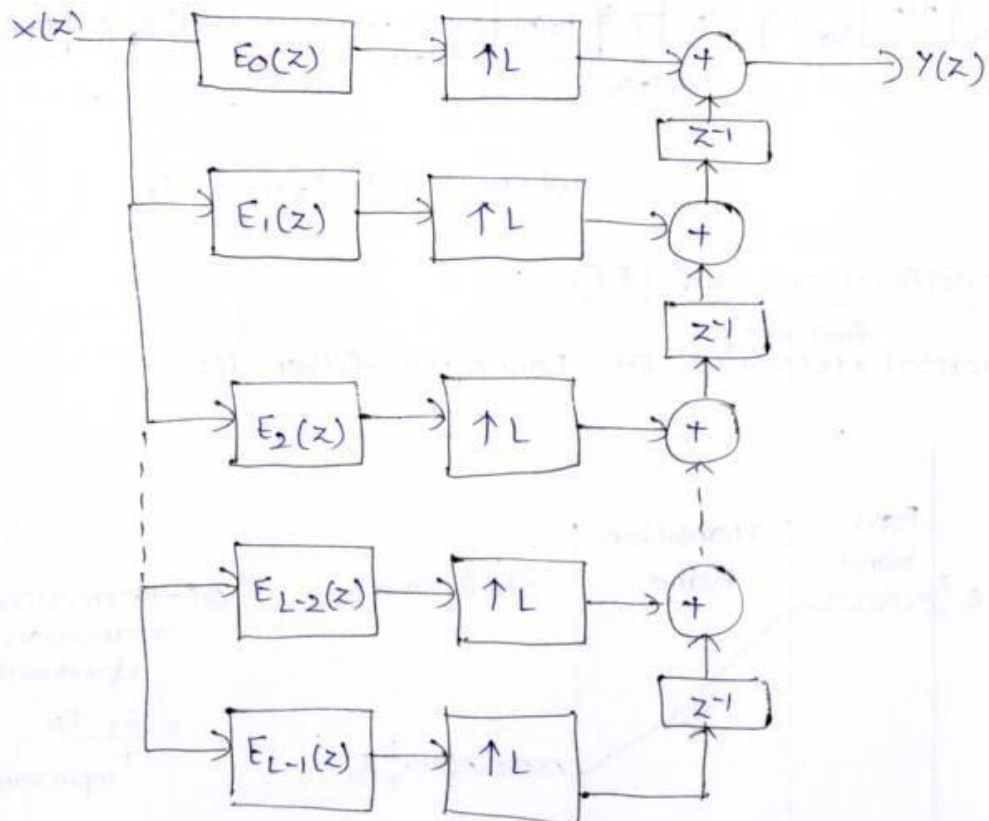 X(Z)
E0(Z)
↑L
+
Y(Z)
Z-1
E1(Z)
↑L
+
Z-1
E2(Z)
↑L
+
EL-2(Z)
↑L
+
Z-1
EL-1(Z)
↑L